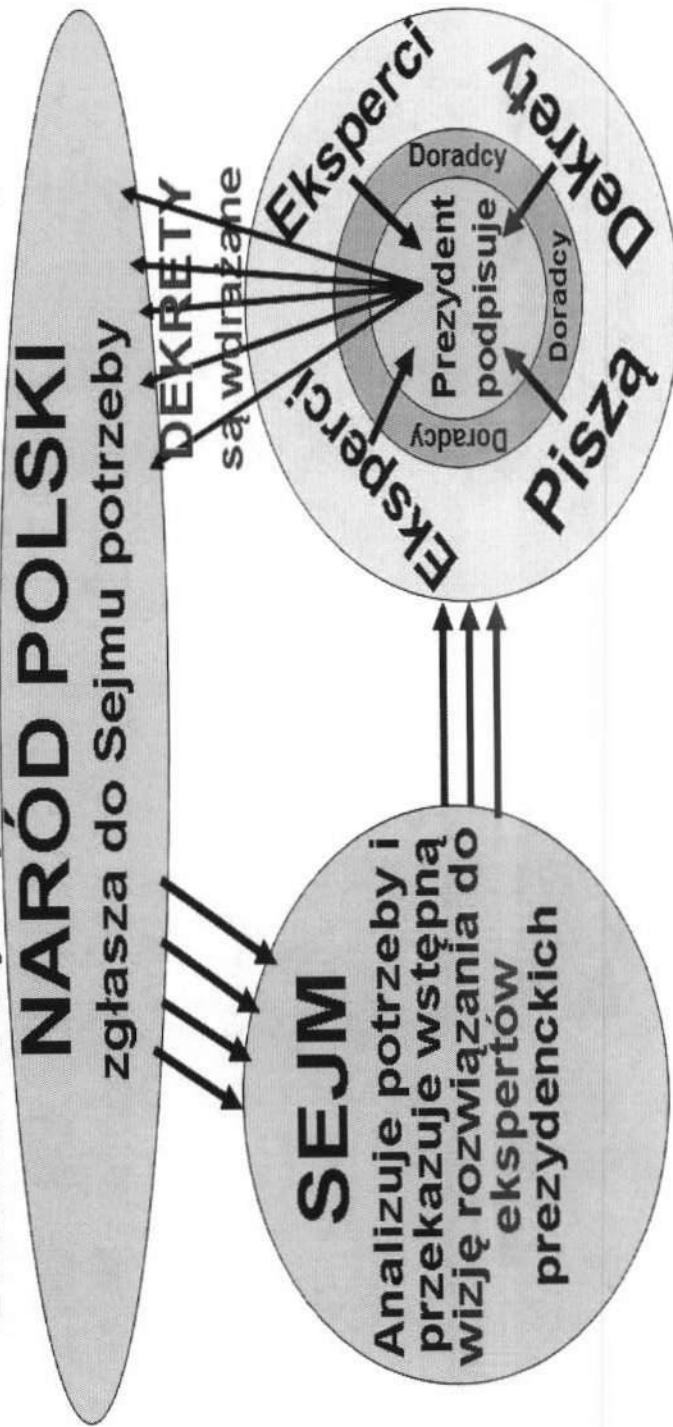 NARÓD POLSKI
zgłasza do Sejmu potrzeby
DEKRETY
są wdrażane
SEJM
Analizuje potrzeby i
przekazuje wstępną
wizję rozwiązania do
ekspertów
prezydenckich
Eksperci
Eksperci
Doradcy
Doradcy
Doradcy
Prezydent
podpisuje
Piszą
Dekrety